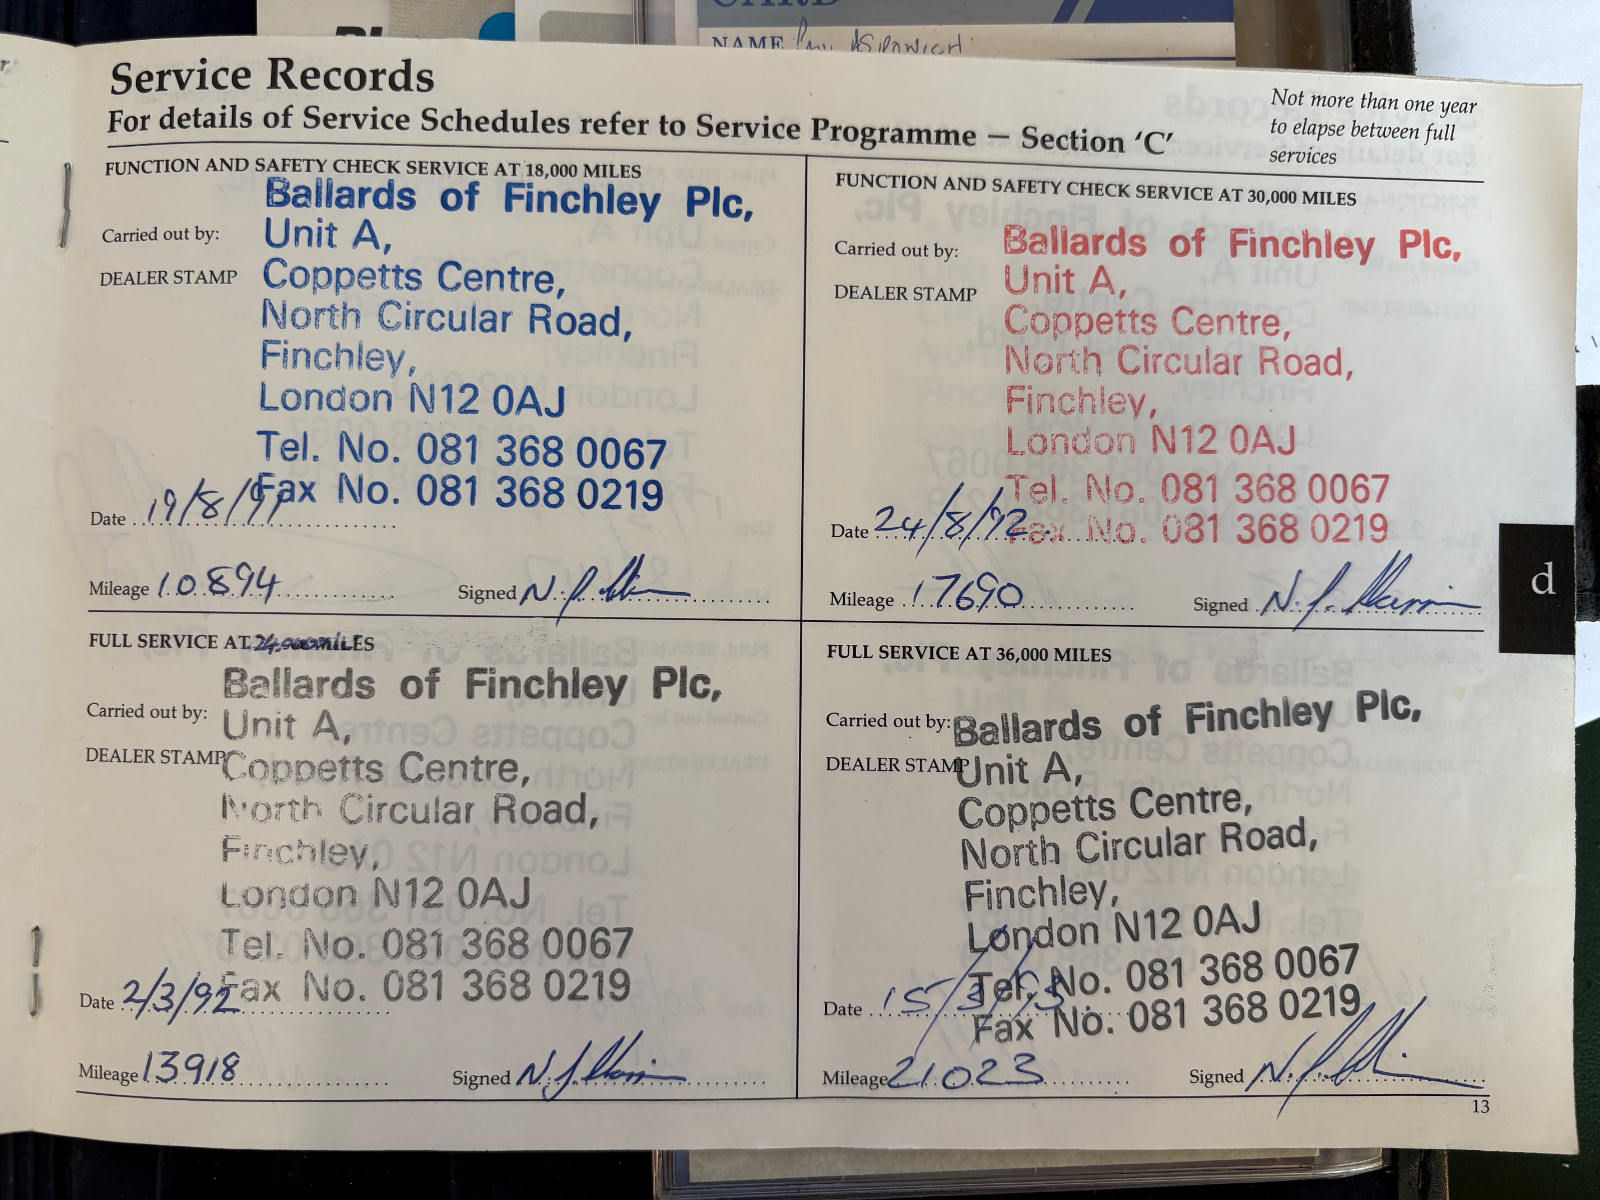 CARD
NAME
Service Records
For details of Service Schedules refer to Service Programme — Section 'C'
Not more than one year
to elapse between full
services
FUNCTION AND SAFETY CHECK SERVICE AT 18,000 MILES
Ballards of Finchley Plc,
Carried out by: Unit A,
DEALER STAMP Coppetts Centre,
North Circular Road,
Finchley,
London N12 0AJ
Tel. No. 081 368 0067
Fax No. 081 368 0219
Date 19/8/91
Mileage 10894 Signed
FUNCTION AND SAFETY CHECK SERVICE AT 30,000 MILES
Ballards of Finchley Plc,
Carried out by: Unit A,
DEALER STAMP Coppetts Centre,
North Circular Road,
Finchley,
London N12 0AJ
Tel. No. 081 368 0067
Fax No. 081 368 0219
Date 24/8/92
Mileage 17690 Signed
d
FULL SERVICE AT 24,000 MILES
Ballards of Finchley Plc,
Carried out by: Unit A,
DEALER STAMP Coppetts Centre,
North Circular Road,
Finchley,
London N12 0AJ
Tel. No. 081 368 0067
Fax No. 081 368 0219
Date 2/3/92
Mileage 13918 Signed
FULL SERVICE AT 36,000 MILES
Carried out by: Ballards of Finchley Plc,
DEALER STAMP Unit A,
Coppetts Centre,
North Circular Road,
Finchley,
London N12 0AJ
Tel. No. 081 368 0067
Fax No. 081 368 0219
Date 15/3/93
Mileage 21023 Signed
13